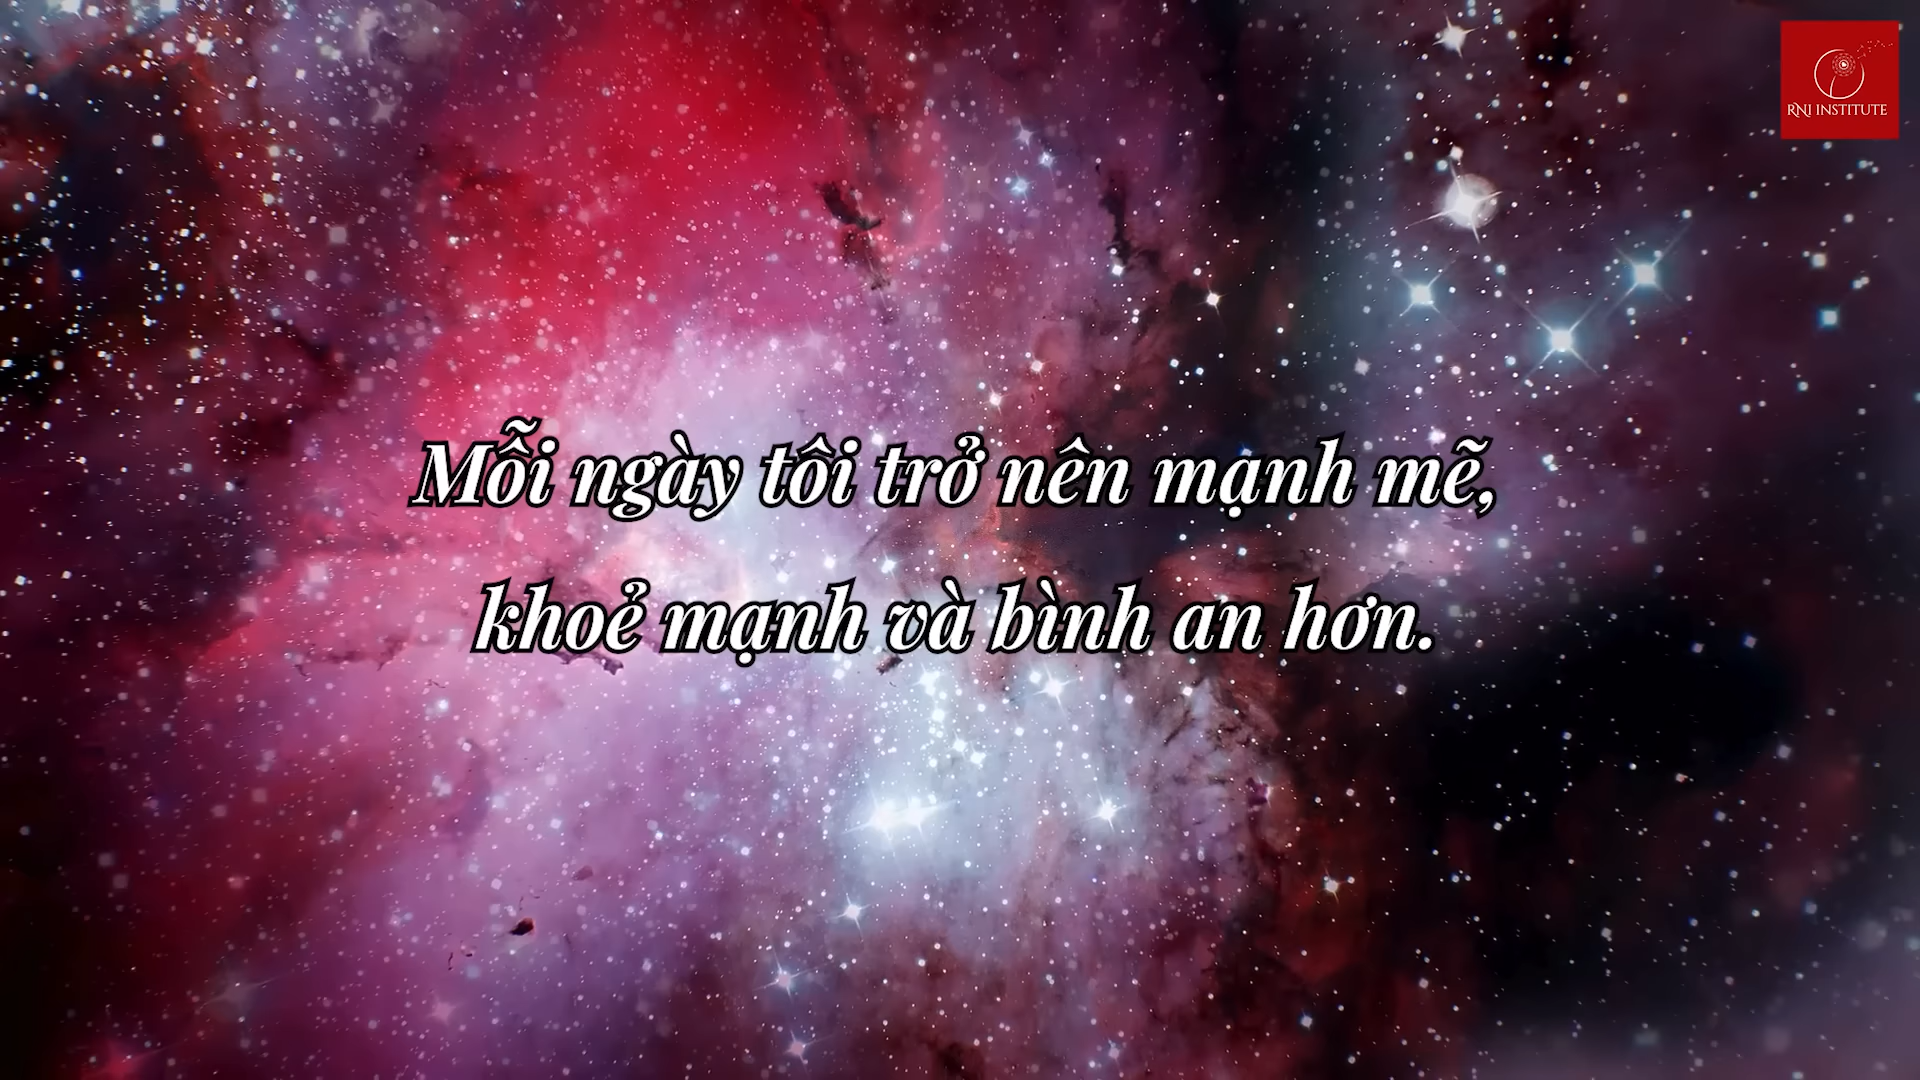 RNI INSTITUTE
Mỗi ngày tôi trở nên mạnh mẽ,
khoẻ mạnh và bình an hơn.